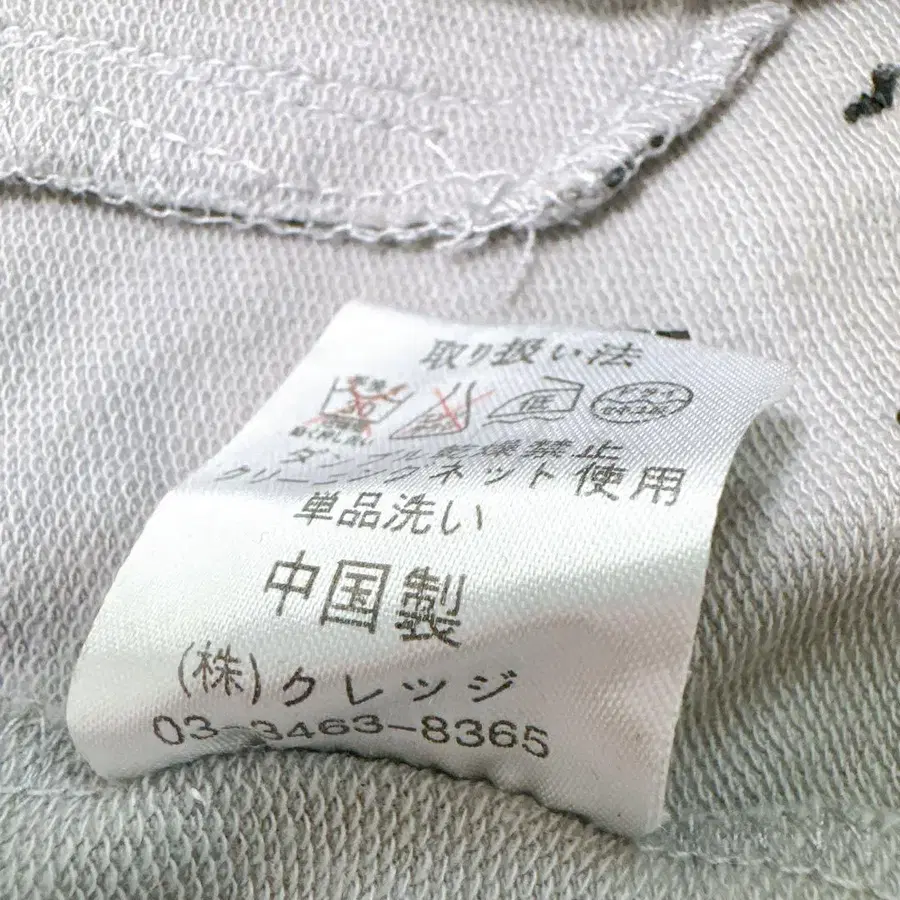 取り扱い法
低
ダンブル乾燥禁止
クリーニングネット使用
単品洗い
中国製
(株)クレッジ
03-3463-8365